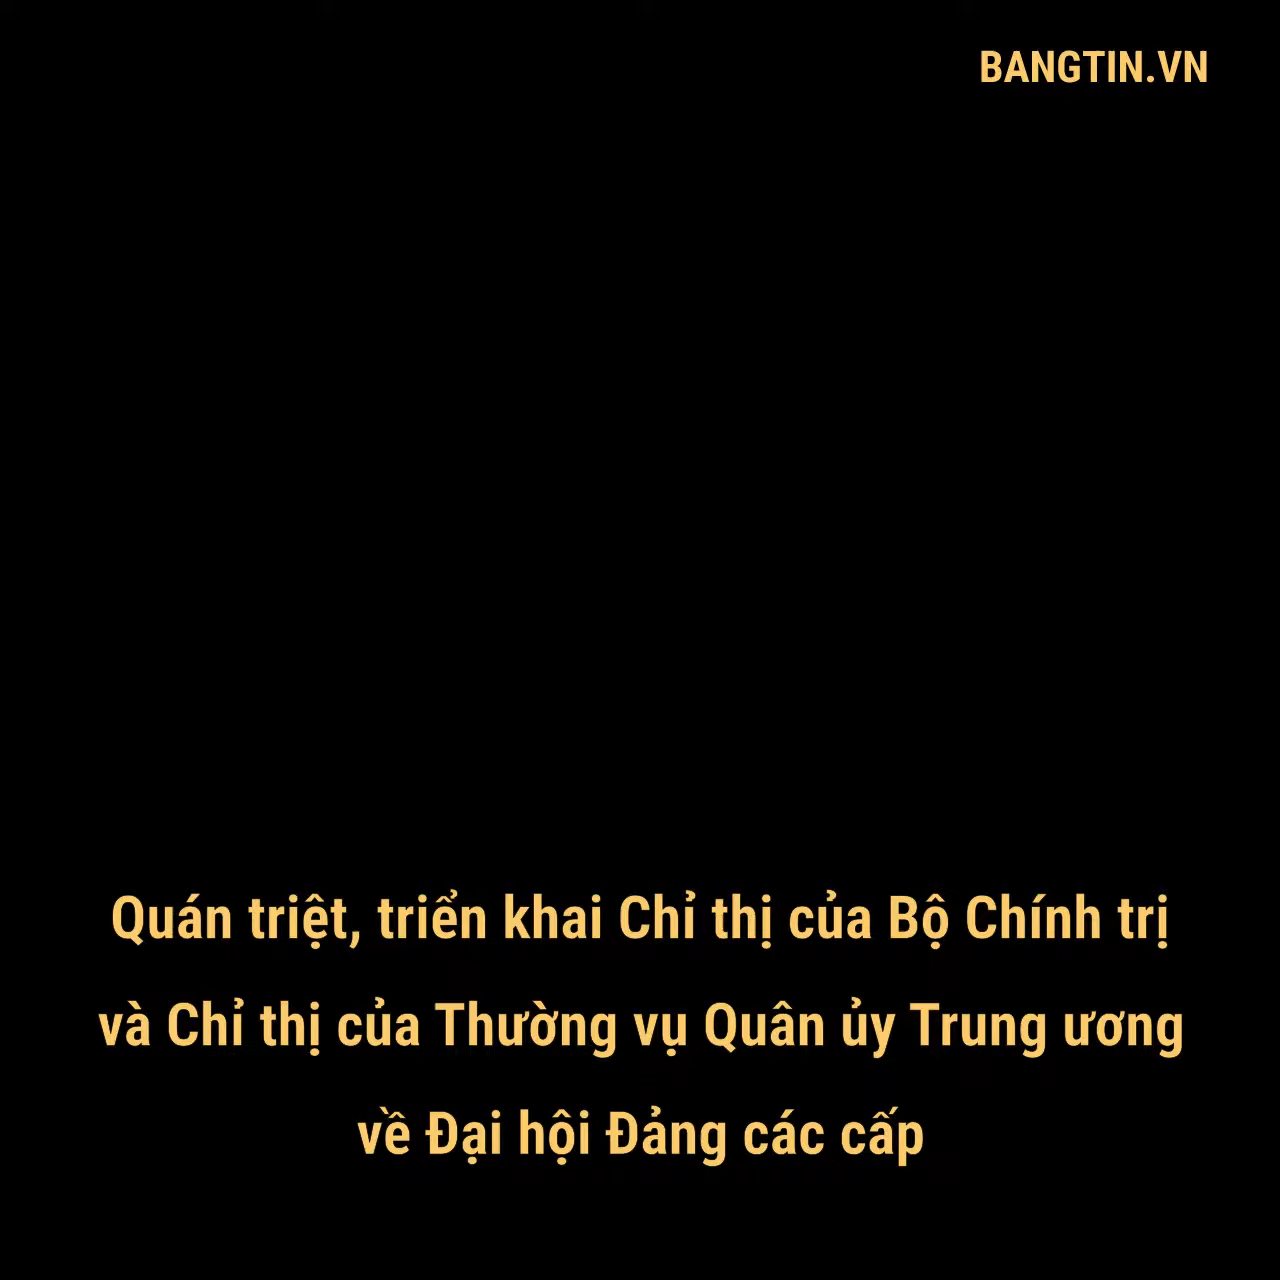 BANGTIN.VN
Quán triệt, triển khai Chỉ thị của Bộ Chính trị
và Chỉ thị của Thường vụ Quân ủy Trung ương
về Đại hội Đảng các cấp